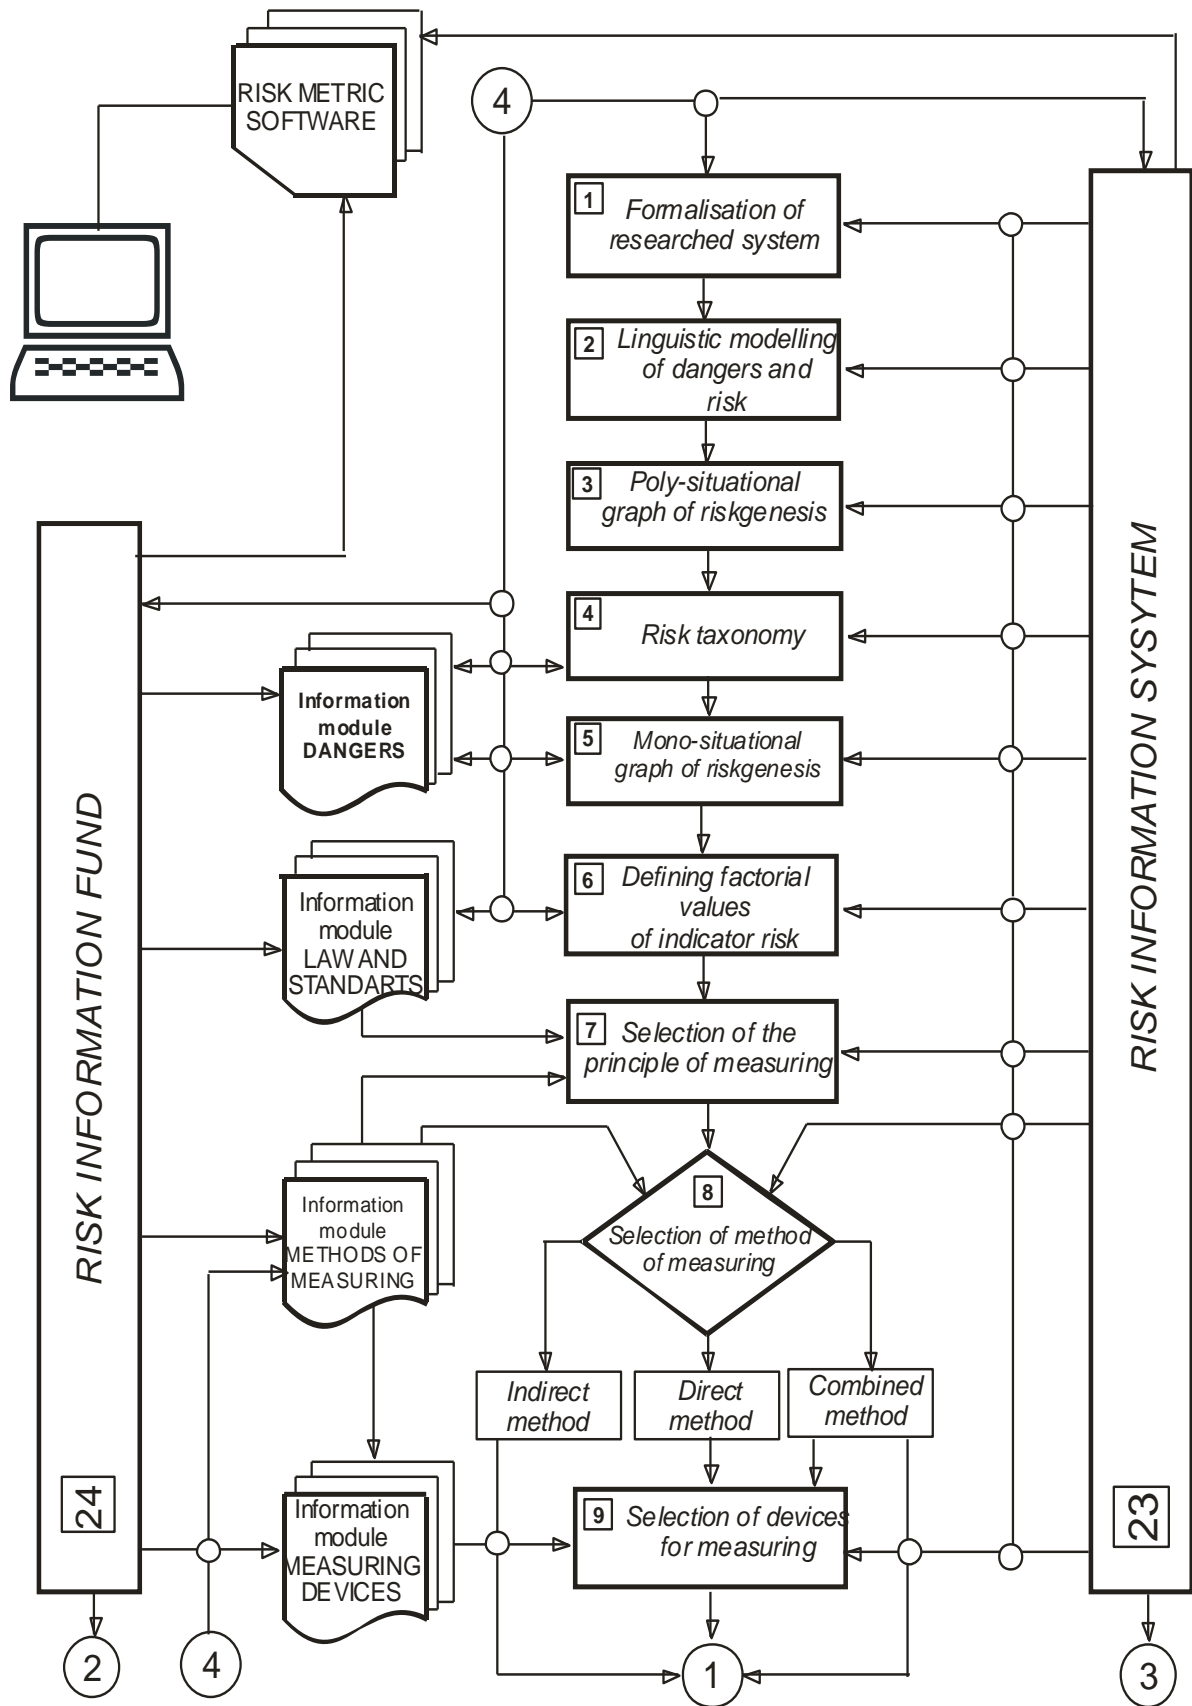 RISK METRIC
SOFTWARE
4
1
Formalisation of
researched system
2
Linguistic modelling
of dangers and
risk
3
Poly-situational
graph of riskgenesis
4
Risk taxonomy
Information
module
DANGERS
5
Mono-situational
graph of riskgenesis
Information
module
LAW AND
STANDARTS
6
Defining factorial
values
of indicator risk
7
Selection of the
principle of measuring
Information
module
METHODS OF
MEASURING
8
Selection of method
of measuring
Indirect
method
Direct
method
Combined
method
Information
module
MEASURING
DEVICES
9
Selection of devices
for measuring
RISK INFORMATION FUND
24
RISK INFORMATION SYSYTEM
23
2
4
1
3